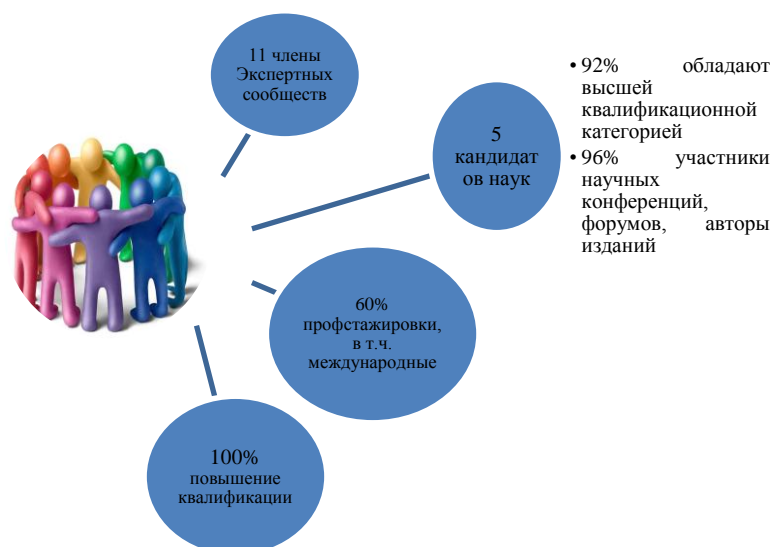 11 члены
Экспертных
сообществ
5
кандидат
ов наук
• 92% обладают
высшей
квалификационной
категорией
• 96% участники
научных
конференций,
форумов, авторы
изданий
60%
профстажировки,
в т.ч.
международные
100%
повышение
квалификации